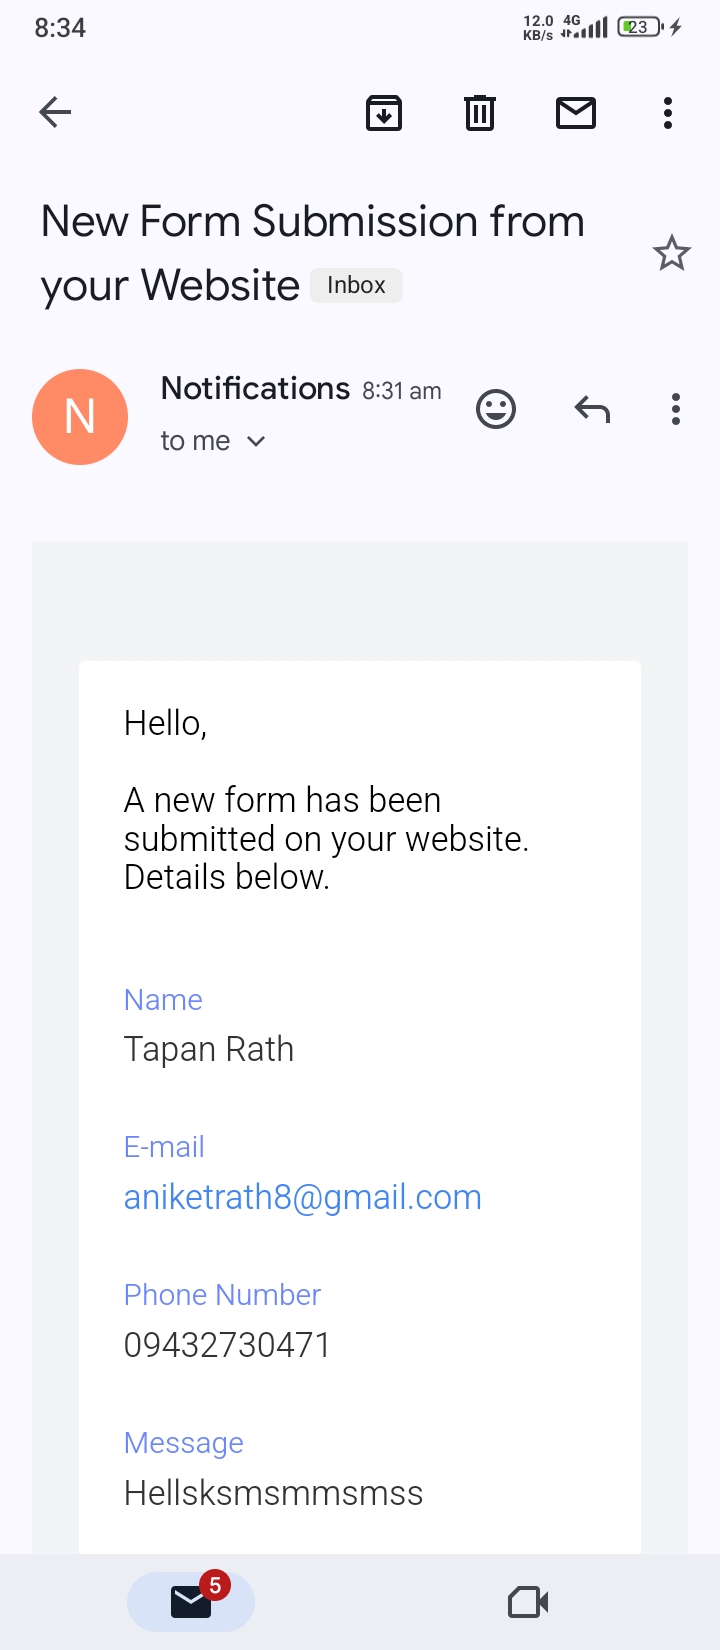 8:34
12.0 KB/s 4G 23
New Form Submission from
your Website Inbox
N
Notifications 8:31 am
to me
Hello,
A new form has been
submitted on your website.
Details below.
Name
Tapan Rath
E-mail
aniketrath8@gmail.com
Phone Number
09432730471
Message
Hellsksmsmmsmss
5